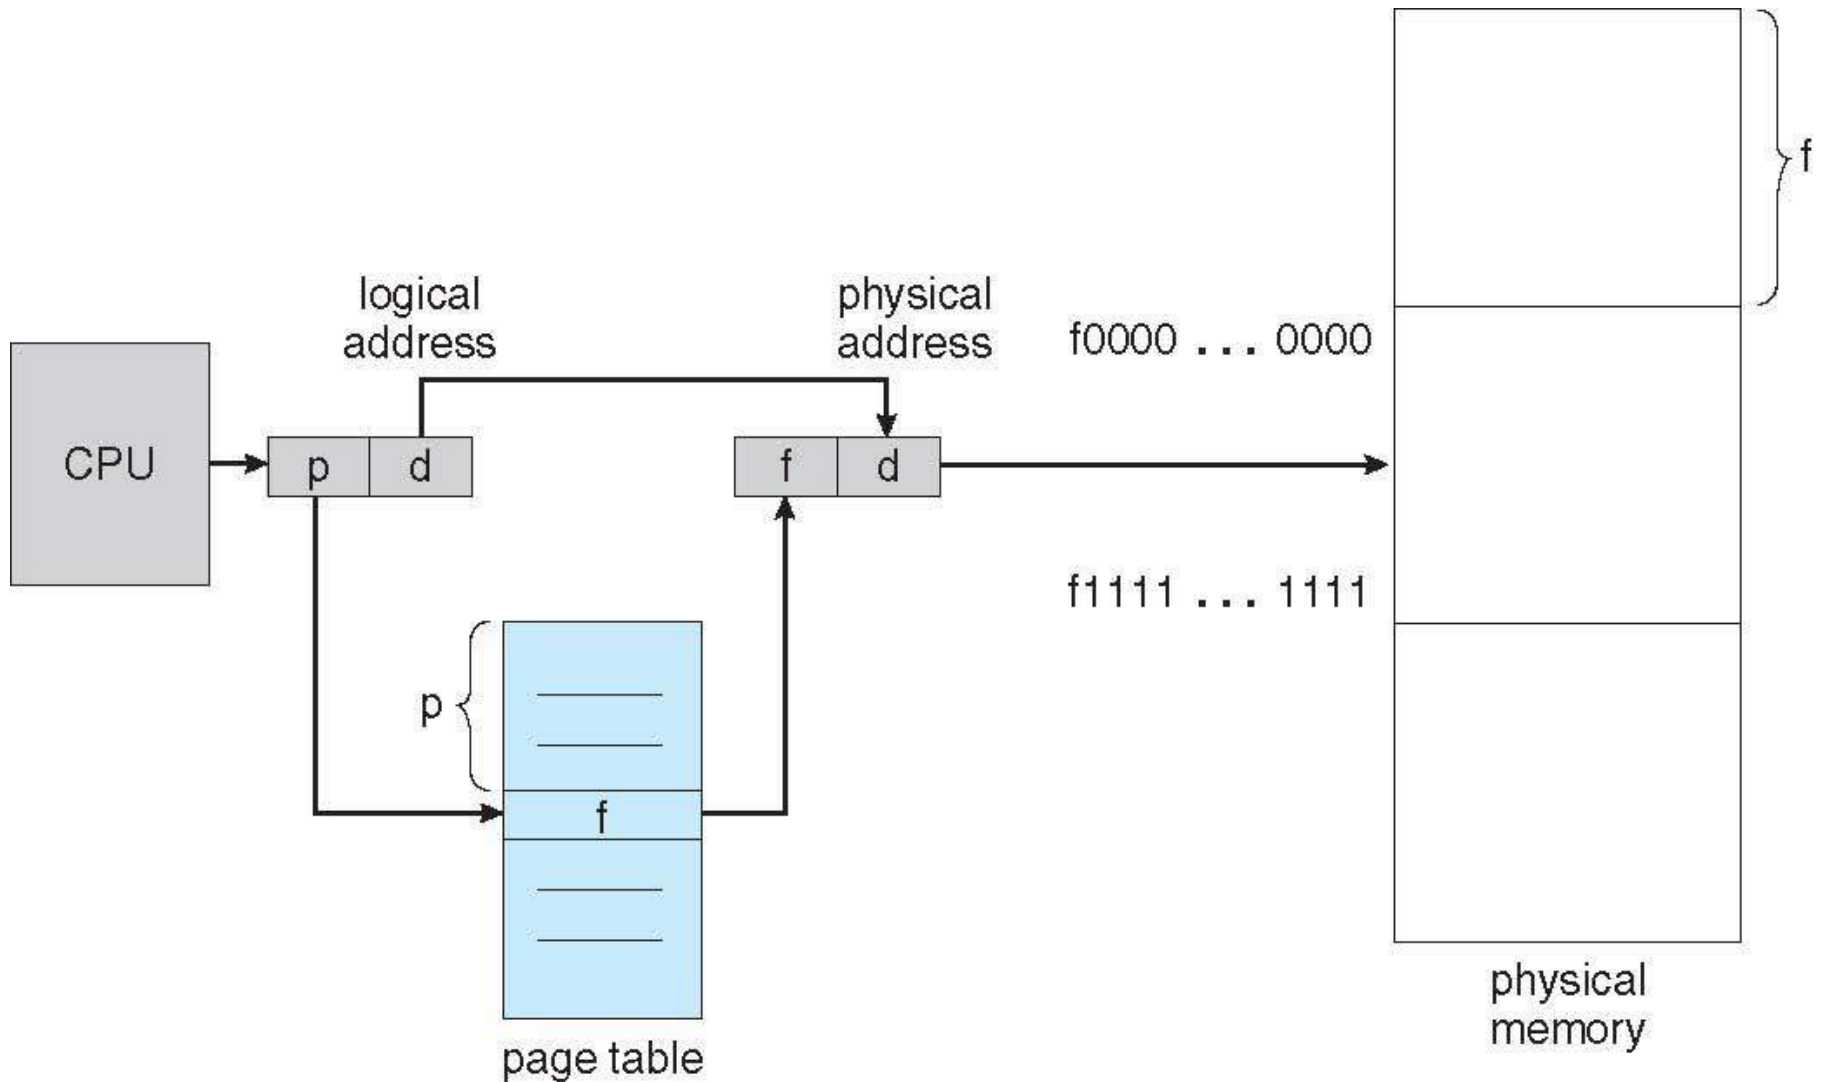 f
logical
address
physical
address
f0000 ... 0000
CPU
p
d
f
d
f1111 ... 1111
p
f
physical
memory
page table